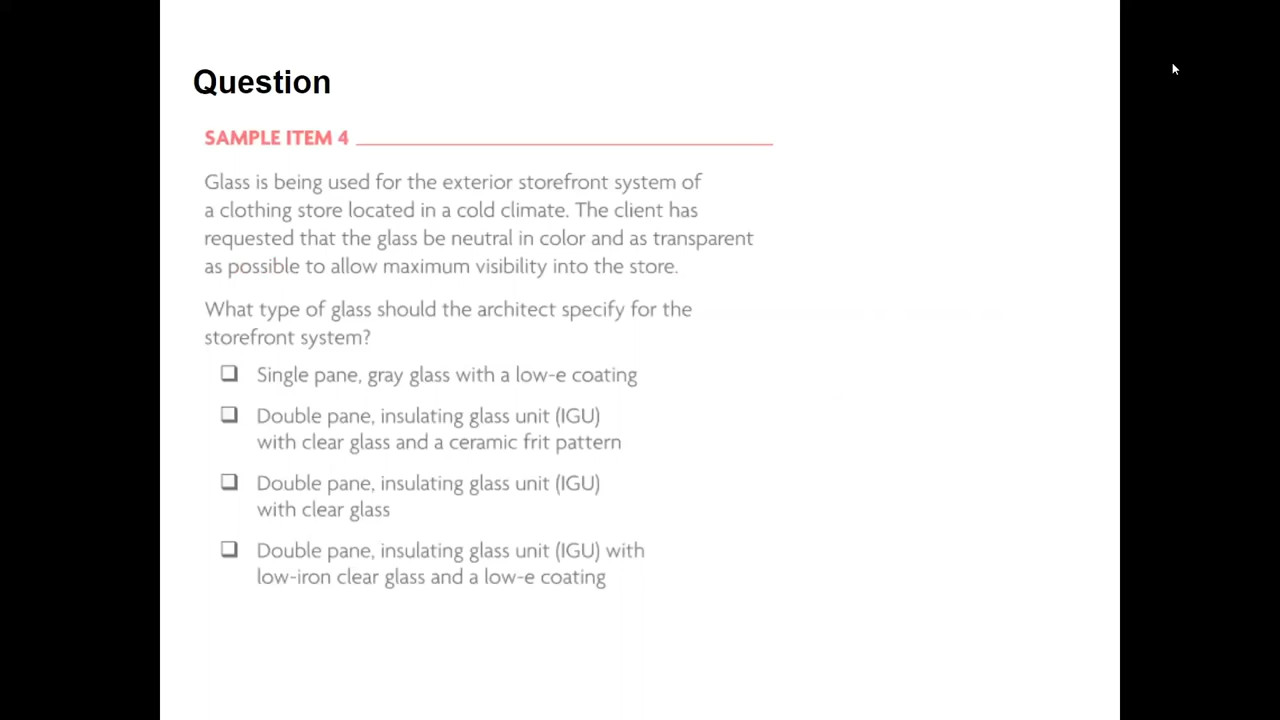 Question
SAMPLE ITEM 4
Glass is being used for the exterior storefront system of
a clothing store located in a cold climate. The client has
requested that the glass be neutral in color and as transparent
as possible to allow maximum visibility into the store.
What type of glass should the architect specify for the
storefront system?
❑ Single pane, gray glass with a low-e coating
❑ Double pane, insulating glass unit (IGU)
with clear glass and a ceramic frit pattern
❑ Double pane, insulating glass unit (IGU)
with clear glass
❑ Double pane, insulating glass unit (IGU) with
low-iron clear glass and a low-e coating